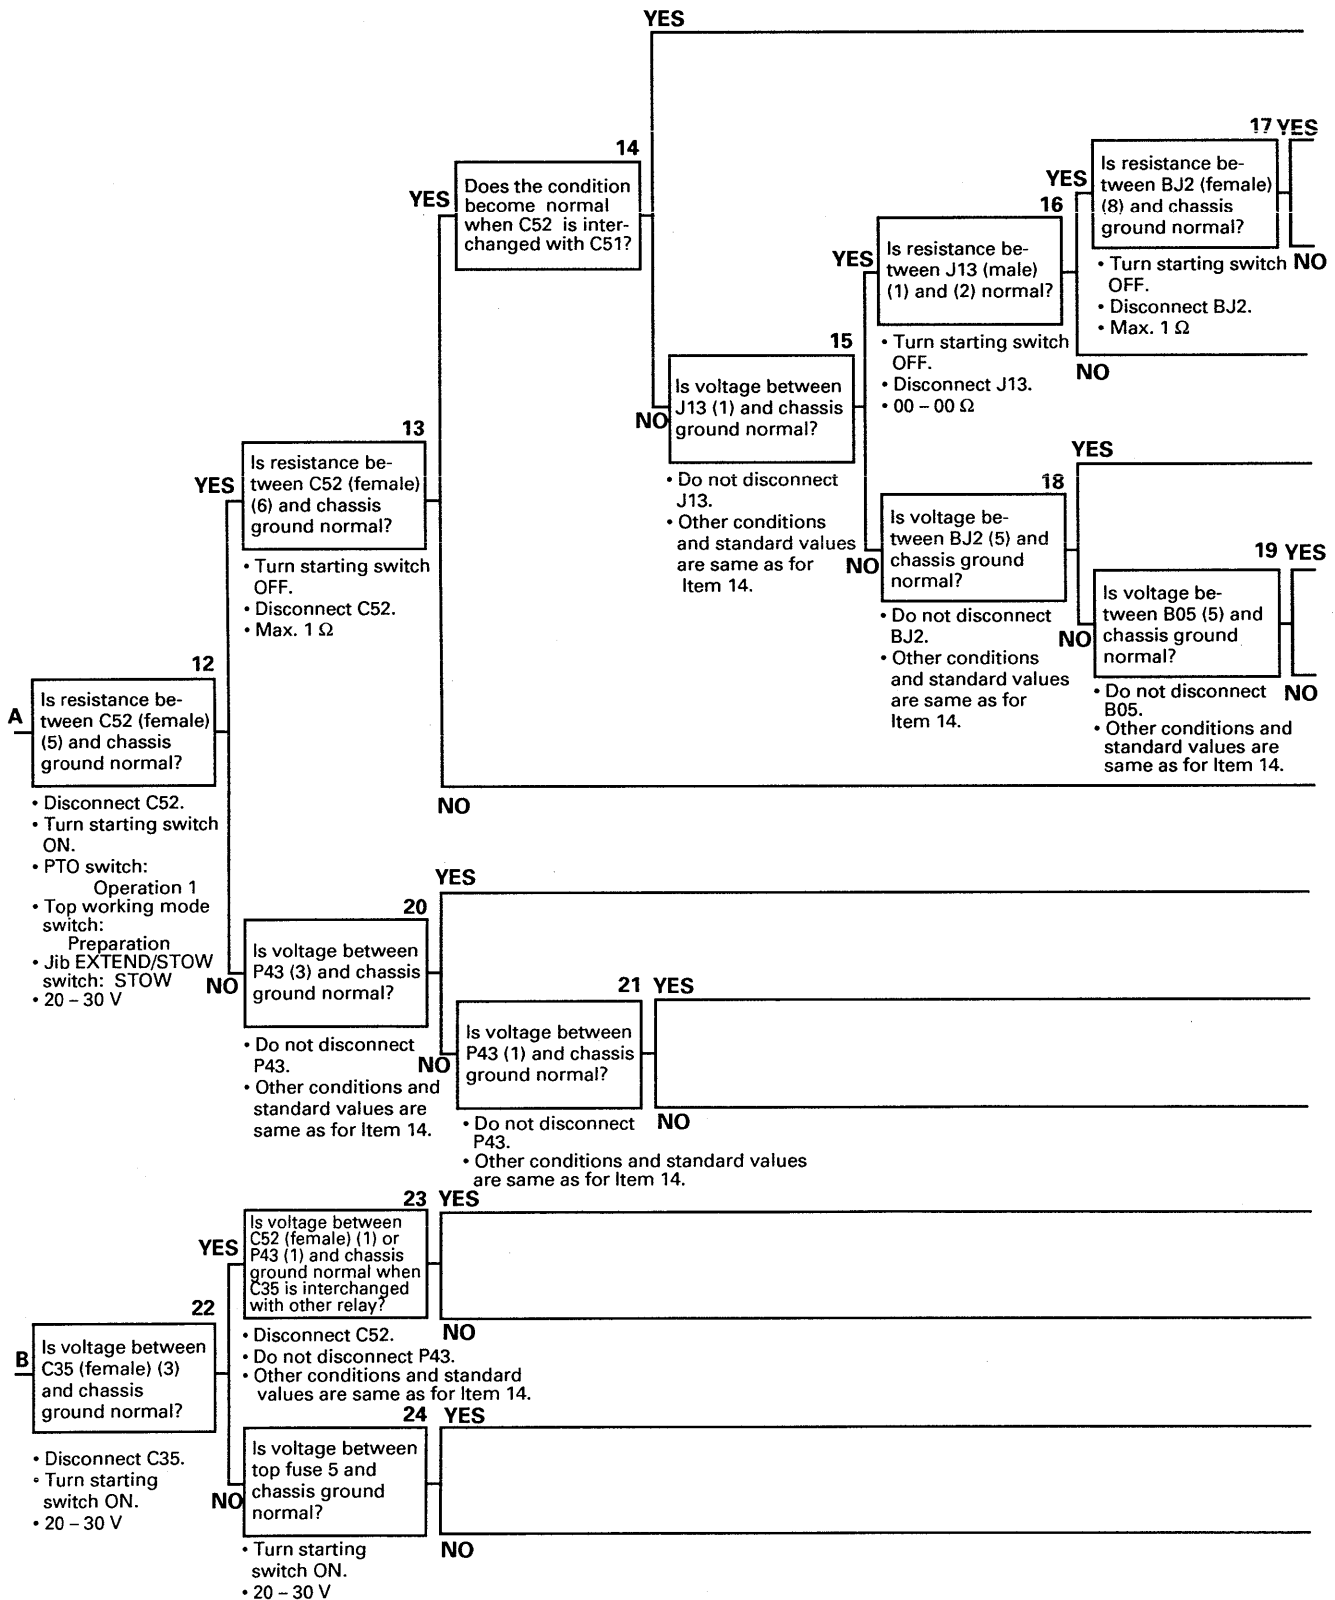 YES
14
YES
Does the condition
become normal
when C52 is inter-
changed with C51?
17 YES
Is resistance be-
tween BJ2 (female)
(8) and chassis
ground normal?
• Turn starting switch
OFF.
• Disconnect BJ2.
• Max. 1 Ω
NO
YES
16
YES
Is resistance be-
tween J13 (male)
(1) and (2) normal?
• Turn starting switch
OFF.
• Disconnect J13.
• 00 – 00 Ω
NO
15
NO
Is voltage between
J13 (1) and chassis
ground normal?
• Do not disconnect
J13.
• Other conditions
and standard values
are same as for
Item 14.
13
YES
Is resistance be-
tween C52 (female)
(6) and chassis
ground normal?
• Turn starting switch
OFF.
• Disconnect C52.
• Max. 1 Ω
YES
18
NO
Is voltage be-
tween BJ2 (5) and
chassis ground
normal?
• Do not disconnect
BJ2.
• Other conditions
and standard values
are same as for
Item 14.
19 YES
NO
Is voltage be-
tween B05 (5) and
chassis ground
normal?
• Do not disconnect
B05.
• Other conditions and
standard values are
same as for Item 14.
NO
12
A
Is resistance be-
tween C52 (female)
(5) and chassis
ground normal?
• Disconnect C52.
• Turn starting switch
ON.
• PTO switch:
Operation 1
• Top working mode
switch:
Preparation
• Jib EXTEND/STOW
switch: STOW
• 20 – 30 V
NO
YES
20
NO
Is voltage between
P43 (3) and chassis
ground normal?
• Do not disconnect
P43.
• Other conditions and
standard values are
same as for Item 14.
21 YES
NO
Is voltage between
P43 (1) and chassis
ground normal?
• Do not disconnect
P43.
• Other conditions and standard values
are same as for Item 14.
NO
23 YES
YES
Is voltage between
C52 (female) (1) or
P43 (1) and chassis
ground normal when
C35 is interchanged
with other relay?
• Disconnect C52.
• Do not disconnect P43.
• Other conditions and standard
values are same as for Item 14.
NO
22
B
Is voltage between
C35 (female) (3)
and chassis
ground normal?
• Disconnect C35.
• Turn starting
switch ON.
• 20 – 30 V
24 YES
NO
Is voltage between
top fuse 5 and
chassis ground
normal?
• Turn starting
switch ON.
• 20 – 30 V
NO